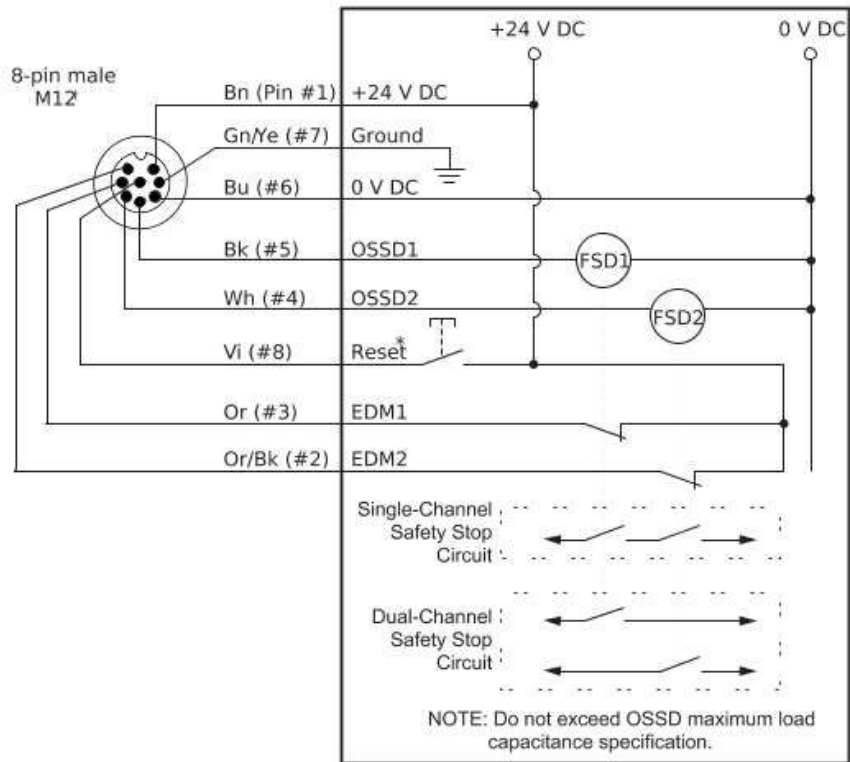 +24 V DC 0 V DC
8-pin male
M12
Bn (Pin #1) +24 V DC
Gn/Ye (#7) Ground
Bu (#6) 0 V DC
Bk (#5) OSSD1
FSD1
Wh (#4) OSSD2
FSD2
Vi (#8) Reset*
Or (#3) EDM1
Or/Bk (#2) EDM2
Single-Channel
Safety Stop
Circuit
Dual-Channel
Safety Stop
Circuit
NOTE: Do not exceed OSSD maximum load
capacitance specification.